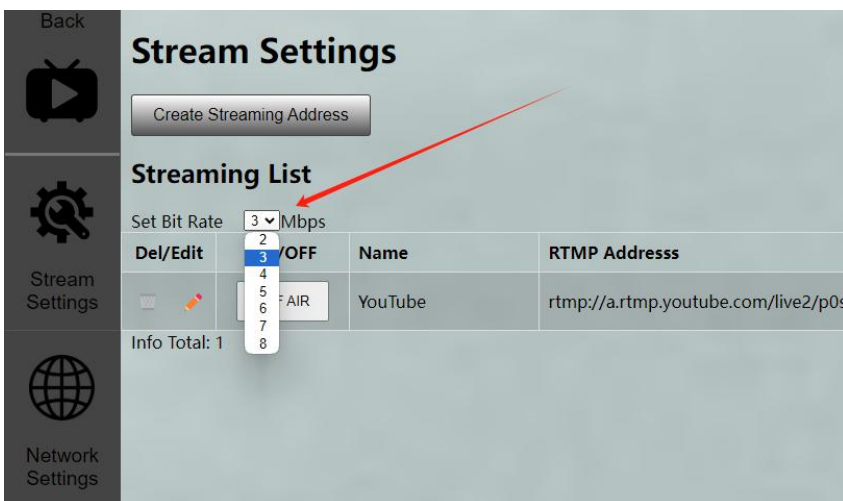 Back
Stream Settings
Create Streaming Address
Streaming List
Set Bit Rate 3 Mbps
2
3
4
5
6
7
8
Del/Edit /OFF Name RTMP Addresss
AIR YouTube rtmp://a.rtmp.youtube.com/live2/p0s
Info Total: 1
Stream
Settings
Network
Settings